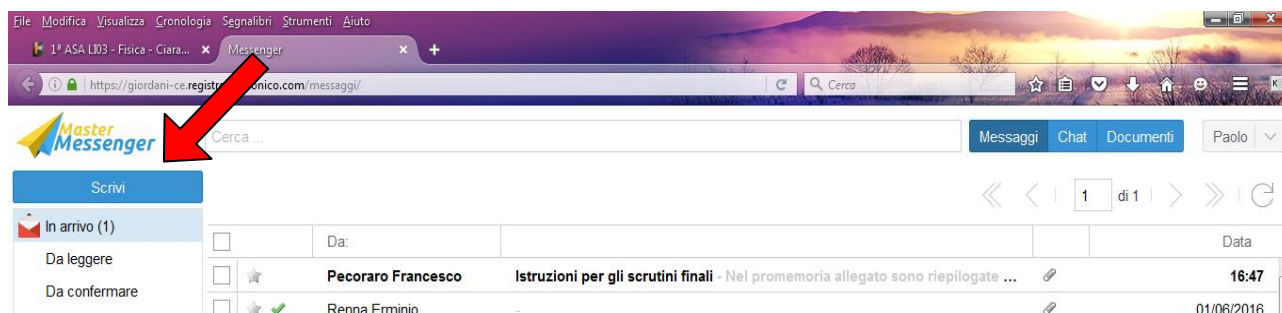 File Modifica Visualizza Cronologia Segnalibri Strumenti Aiuto
1ª ASA LI03 - Fisica - Ciara... Messenger
https://giordani-ce.reg onico.com/messaggi/ Cerca
Master Messenger Cerca ... Messaggi Chat Documenti Paolo
Scrivi 1 di 1
In arrivo (1)
Da: Data
Da leggere
Pecoraro Francesco Istruzioni per gli scrutini finali - Nel promemoria allegato sono riepilogate ... 16:47
Da confermare
Renna Erminio - 01/06/2016